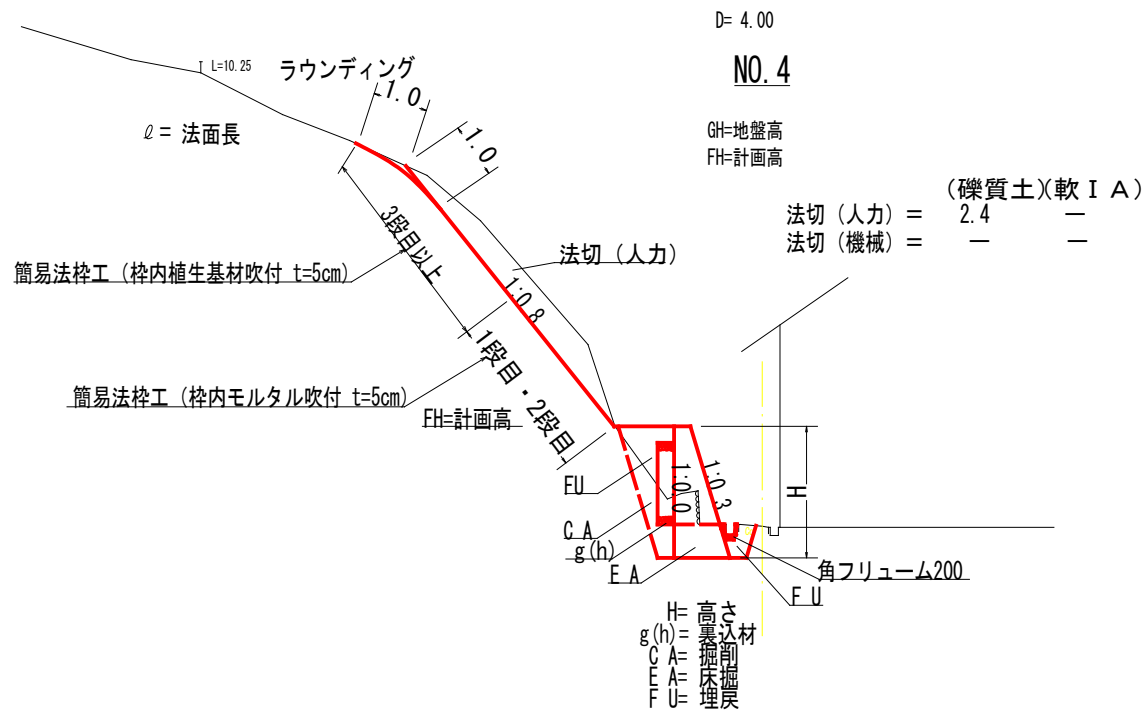 D= 4.00
NO. 4
L=10.25
ラウンディング
1.0
1.0
ℓ = 法面長
GH=地盤高
FH=計画高
(礫質土)(軟ⅠA)
法切 (人力) = 2.4 —
法切 (機械) = — —
法切 (人力)
3段目以上
簡易法枠工 (枠内植生基材吹付 t=5cm)
1:0.8
1段目・2段目
簡易法枠工 (枠内モルタル吹付 t=5cm)
FH=計画高
FU
1:0.0
1:0.3
H
C A
g(h)
E A
角フリューム200
F U
H= 高さ
g(h)= 裏込材
C A= 掘削
E A= 床掘
F U= 埋戻